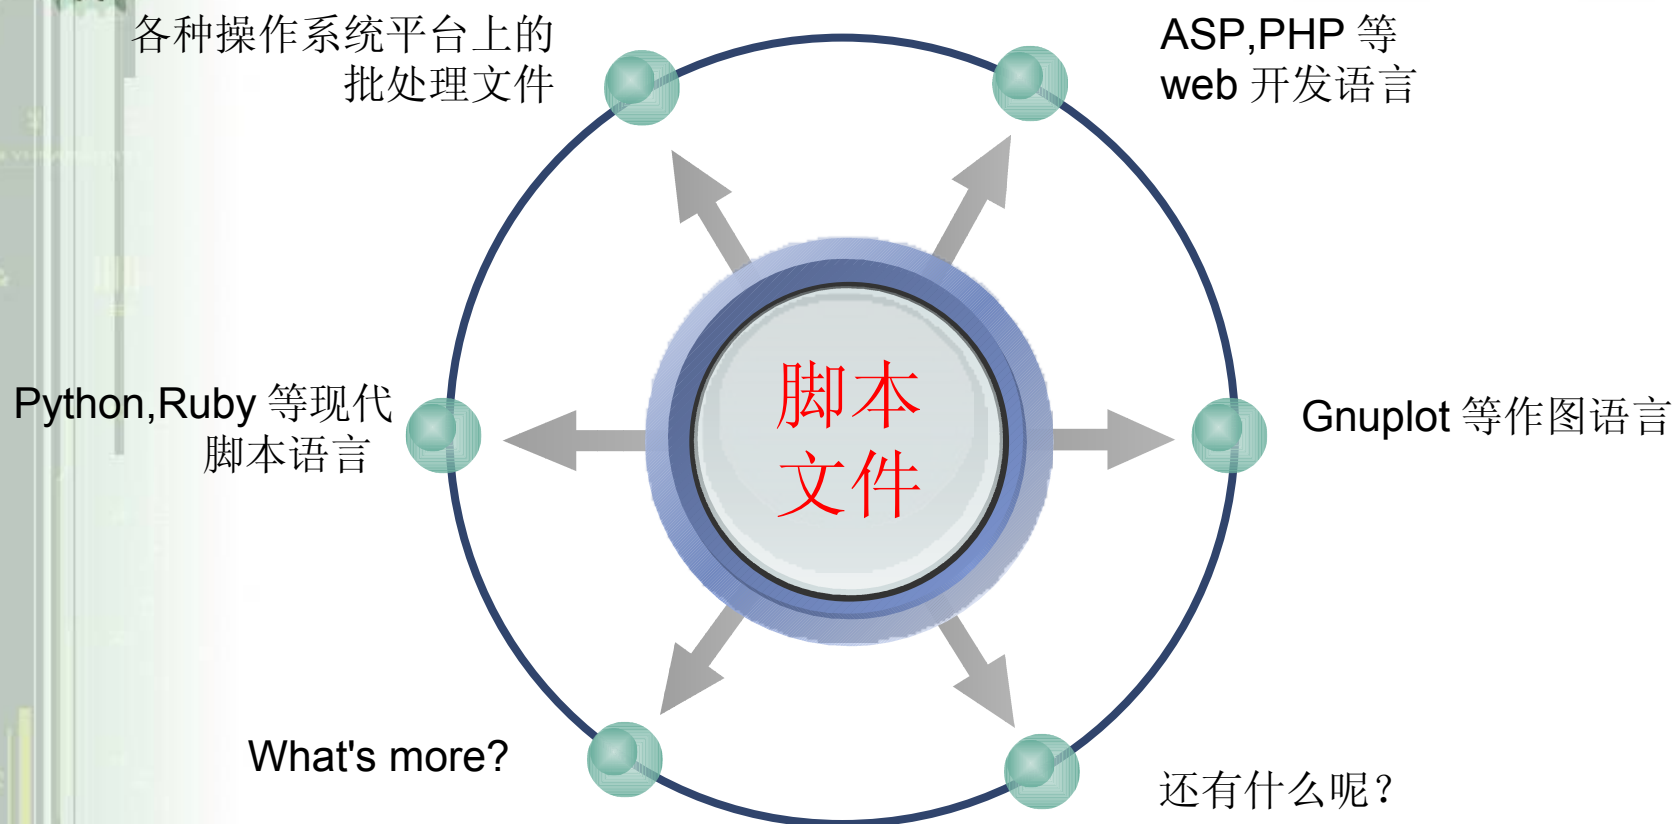 各种操作系统平台上的
批处理文件
ASP,PHP 等
web 开发语言
Python,Ruby 等现代
脚本语言
脚本
文件
Gnuplot 等作图语言
What's more?
还有什么呢？